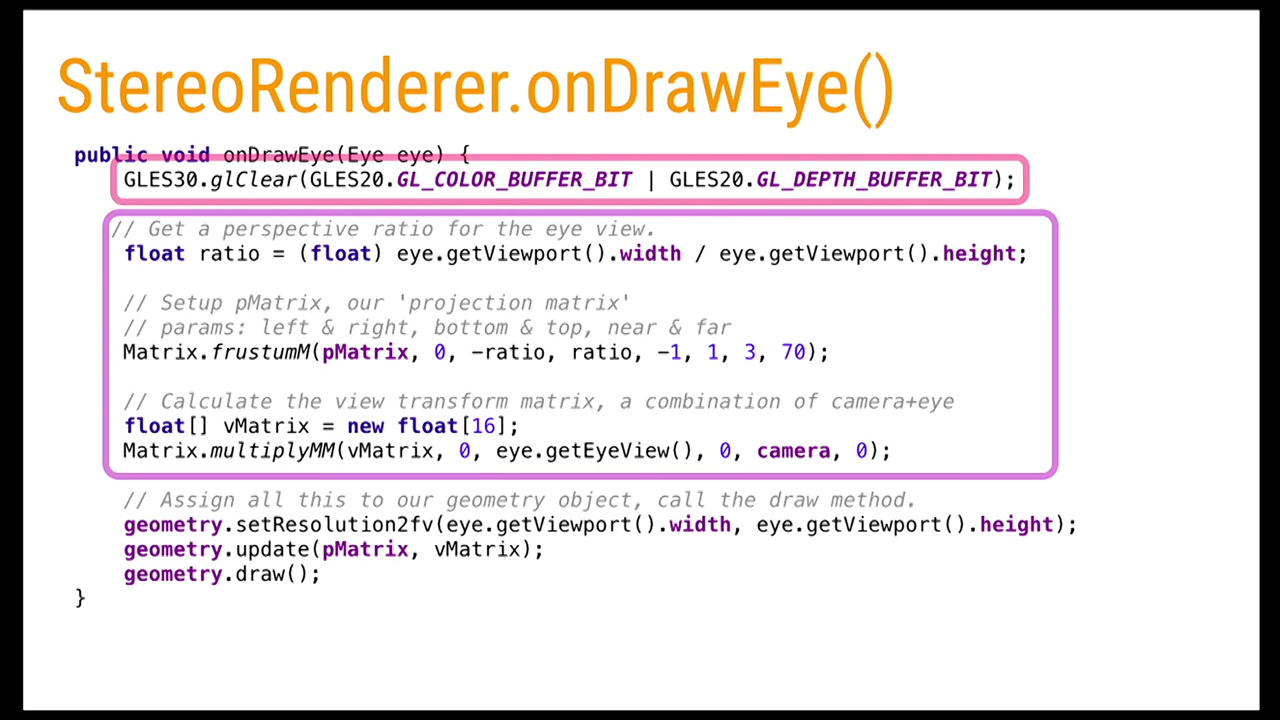 StereoRenderer.onDrawEye()
public void onDrawEye(Eye eye) {
GLES30.glClear(GLES20.GL_COLOR_BUFFER_BIT | GLES20.GL_DEPTH_BUFFER_BIT);
// Get a perspective ratio for the eye view.
float ratio = (float) eye.getViewport().width / eye.getViewport().height;
// Setup pMatrix, our 'projection matrix'
// params: left & right, bottom & top, near & far
Matrix.frustumM(pMatrix, 0, -ratio, ratio, -1, 1, 3, 70);
// Calculate the view transform matrix, a combination of camera+eye
float[] vMatrix = new float[16];
Matrix.multiplyMM(vMatrix, 0, eye.getEyeView(), 0, camera, 0);
// Assign all this to our geometry object, call the draw method.
geometry.setResolution2fv(eye.getViewport().width, eye.getViewport().height);
geometry.update(pMatrix, vMatrix);
geometry.draw();
}